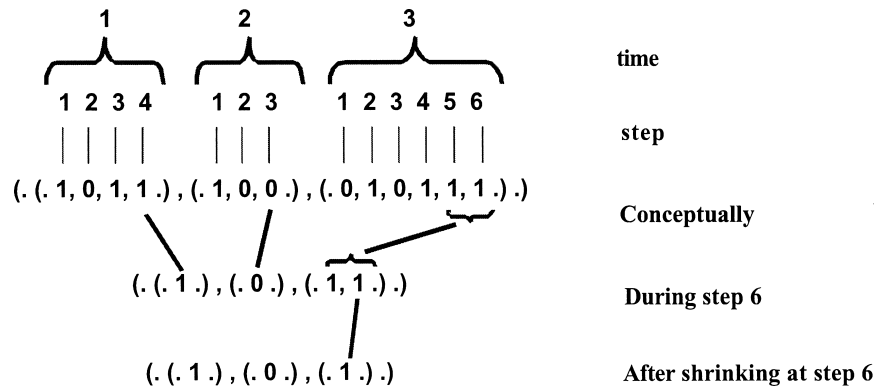 1 2 3
time
1 2 3 4 1 2 3 1 2 3 4 5 6
step
(. (. 1, 0, 1, 1 .) , (. 1, 0, 0 .) , (. 0, 1, 0, 1, 1, 1 .) .)
Conceptually
(. (. 1 .) , (. 0 .) , (. 1, 1 .) .)
During step 6
(. (. 1 .) , (. 0 .) , (. 1 .) .)
After shrinking at step 6